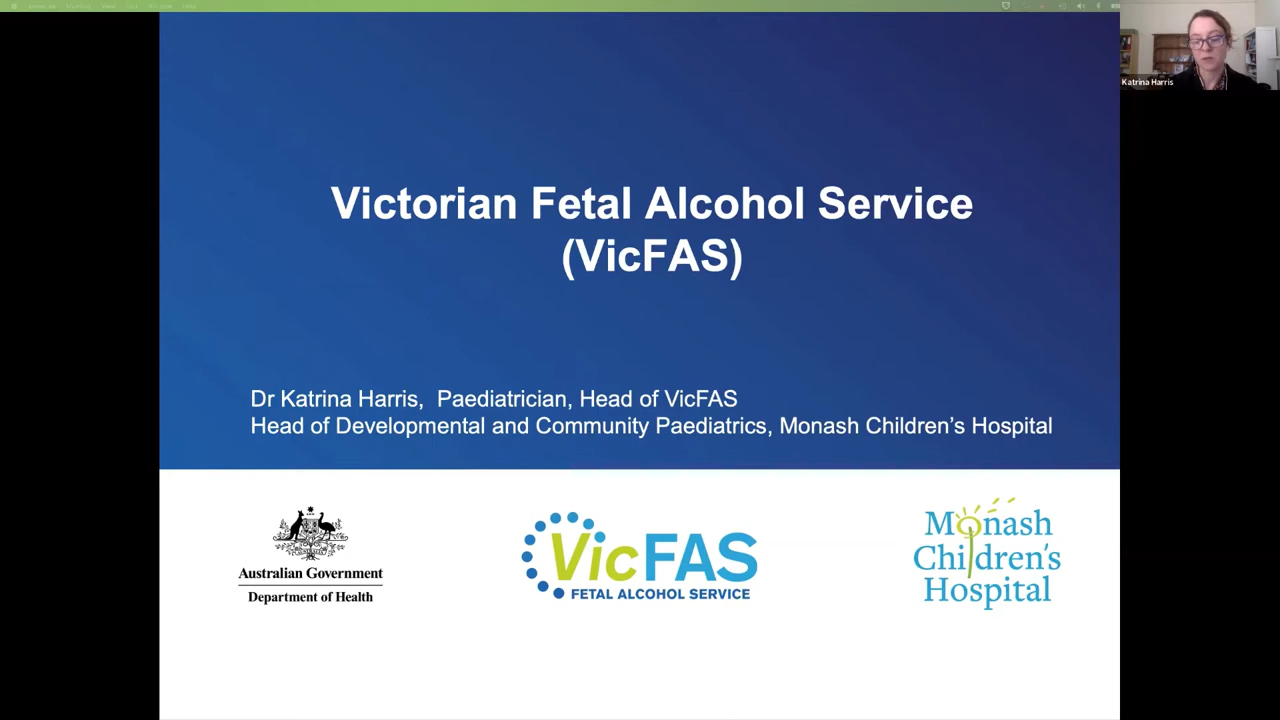 Katrina Harris
Victorian Fetal Alcohol Service
(VicFAS)
Dr Katrina Harris,  Paediatrician, Head of VicFAS
Head of Developmental and Community Paediatrics, Monash Children's Hospital
Australian Government
Department of Health
VicFAS
FETAL ALCOHOL SERVICE
Monash
Children's
Hospital